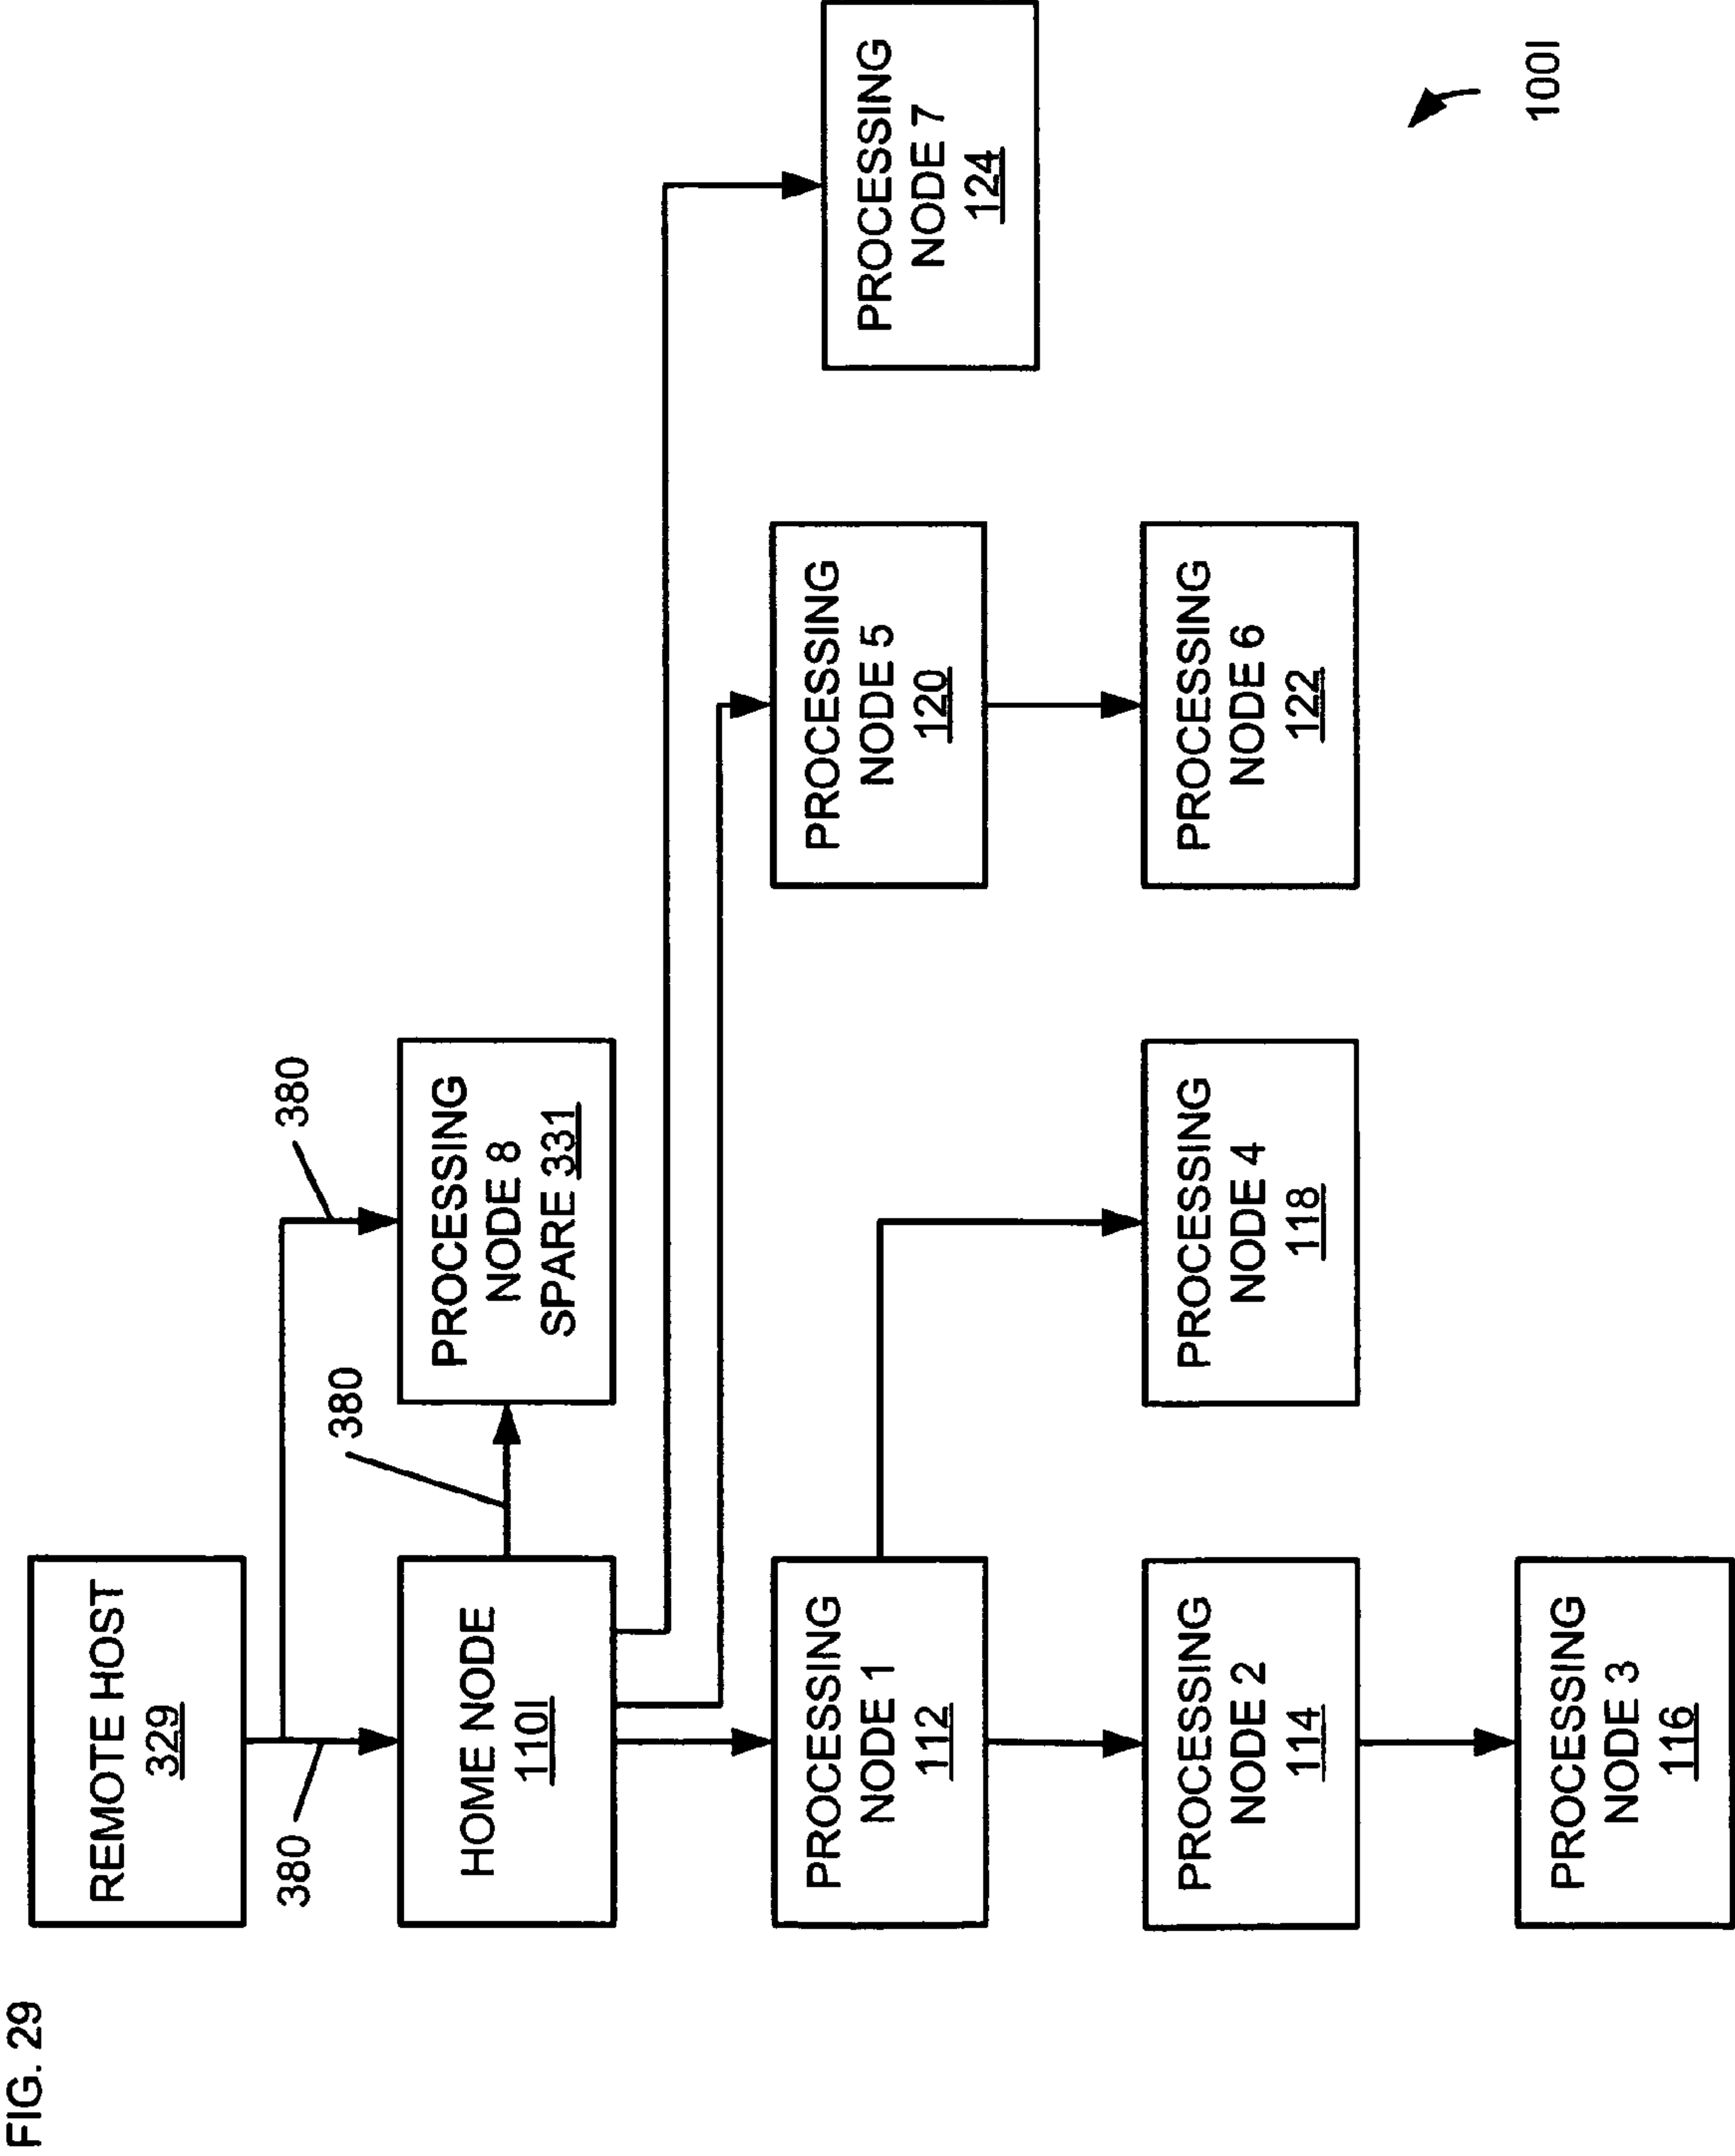 FIG. 29
REMOTE HOST
329
380
380
380
HOME NODE
110I
PROCESSING
NODE 8
SPARE 331
PROCESSING
NODE 1
112
PROCESSING
NODE 5
120
PROCESSING
NODE 7
124
PROCESSING
NODE 2
114
PROCESSING
NODE 4
118
PROCESSING
NODE 6
122
PROCESSING
NODE 3
116
100I